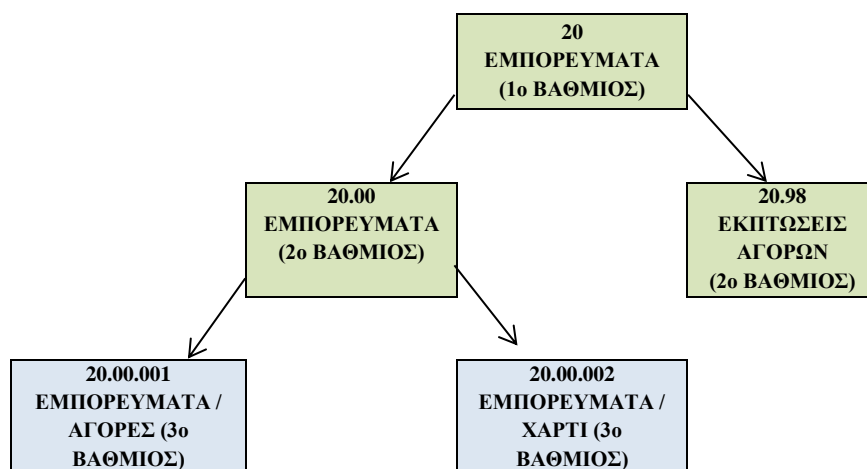 20
ΕΜΠΟΡΕΥΜΑΤΑ
(1ο ΒΑΘΜΙΟΣ)
20.00
ΕΜΠΟΡΕΥΜΑΤΑ
(2ο ΒΑΘΜΙΟΣ)
20.98
ΕΚΠΤΩΣΕΙΣ
ΑΓΟΡΩΝ
(2ο ΒΑΘΜΙΟΣ)
20.00.001
ΕΜΠΟΡΕΥΜΑΤΑ /
ΑΓΟΡΕΣ (3ο
ΒΑΘΜΙΟΣ)
20.00.002
ΕΜΠΟΡΕΥΜΑΤΑ /
ΧΑΡΤΙ (3ο
ΒΑΘΜΙΟΣ)